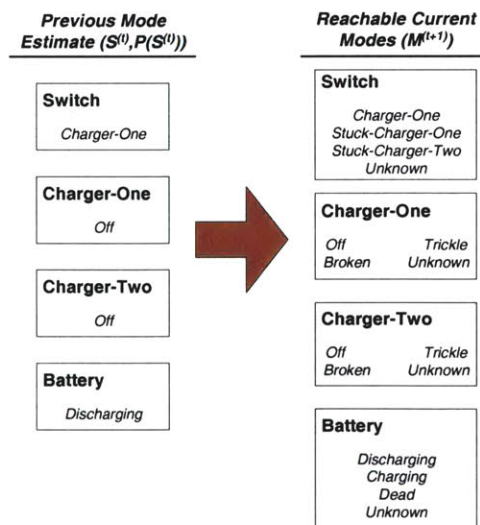 Previous Mode
Estimate (S(t),P(S(t)))
Switch
Charger-One
Charger-One
Off
Charger-Two
Off
Battery
Discharging
Reachable Current
Modes (M(t+1))
Switch
Charger-One
Stuck-Charger-One
Stuck-Charger-Two
Unknown
Charger-One
Off Trickle
Broken Unknown
Charger-Two
Off Trickle
Broken Unknown
Battery
Discharging
Charging
Dead
Unknown